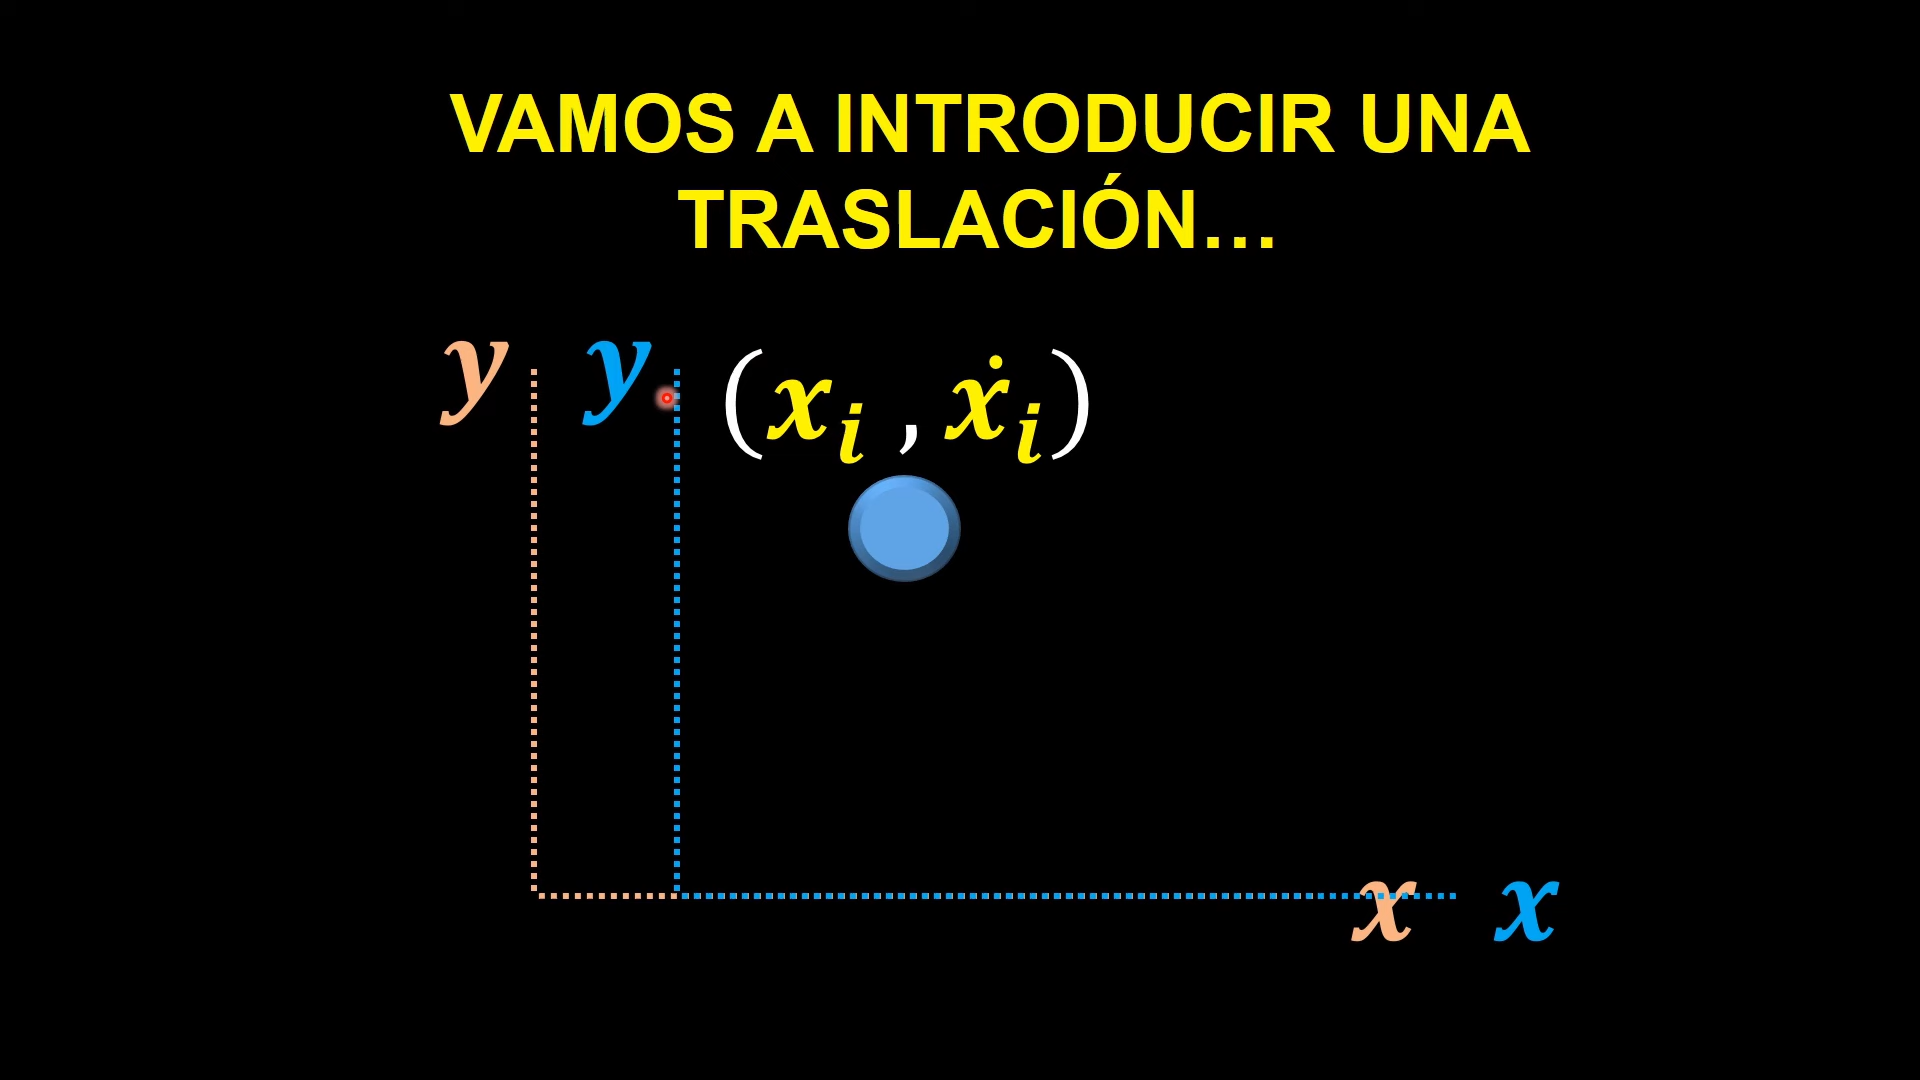 VAMOS A INTRODUCIR UNA
TRASLACIÓN…
y y (xᵢ , ẋᵢ)
x x